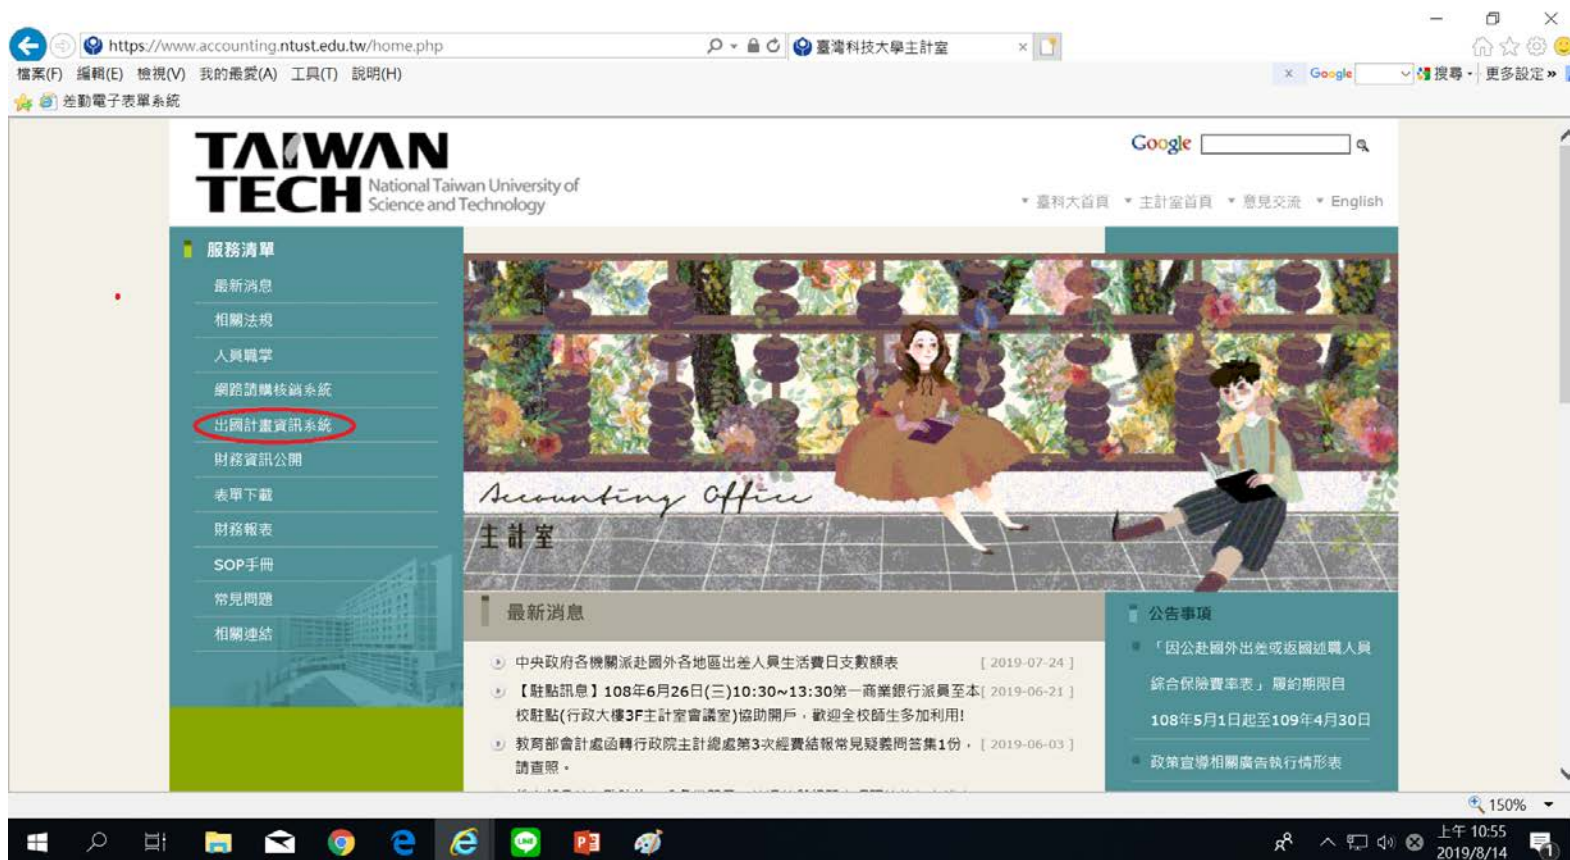 https://www.accounting.ntust.edu.tw/home.php
臺灣科技大學主計室
檔案(F) 編輯(E) 檢視(V) 我的最愛(A) 工具(T) 說明(H)
x Google 搜尋 更多設定 »
差勤電子表單系統
TAIWAN
TECH
National Taiwan University of
Science and Technology
Google
臺科大首頁 主計室首頁 意見交流 English
服務清單
最新消息
相關法規
人員職掌
網路請購核銷系統
出國計畫資訊系統
財務資訊公開
表單下載
財務報表
SOP手冊
常見問題
相關連結
Accounting Office
主計室
最新消息
中央政府各機關派赴國外各地區出差人員生活費日支數額表 [ 2019-07-24 ]
【駐點訊息】108年6月26日(三)10:30~13:30第一商業銀行派員至本 [ 2019-06-21 ]
校駐點(行政大樓3F主計室會議室)協助開戶，歡迎全校師生多加利用!
教育部會計處函轉行政院主計總處第3次經費結報常見疑義問答集1份， [ 2019-06-03 ]
請查照。
公告事項
「因公赴國外出差或返國述職人員
綜合保險費率表」履約期限自
108年5月1日起至109年4月30日
政策宣導相關廣告執行情形表
150%
上午 10:55
2019/8/14